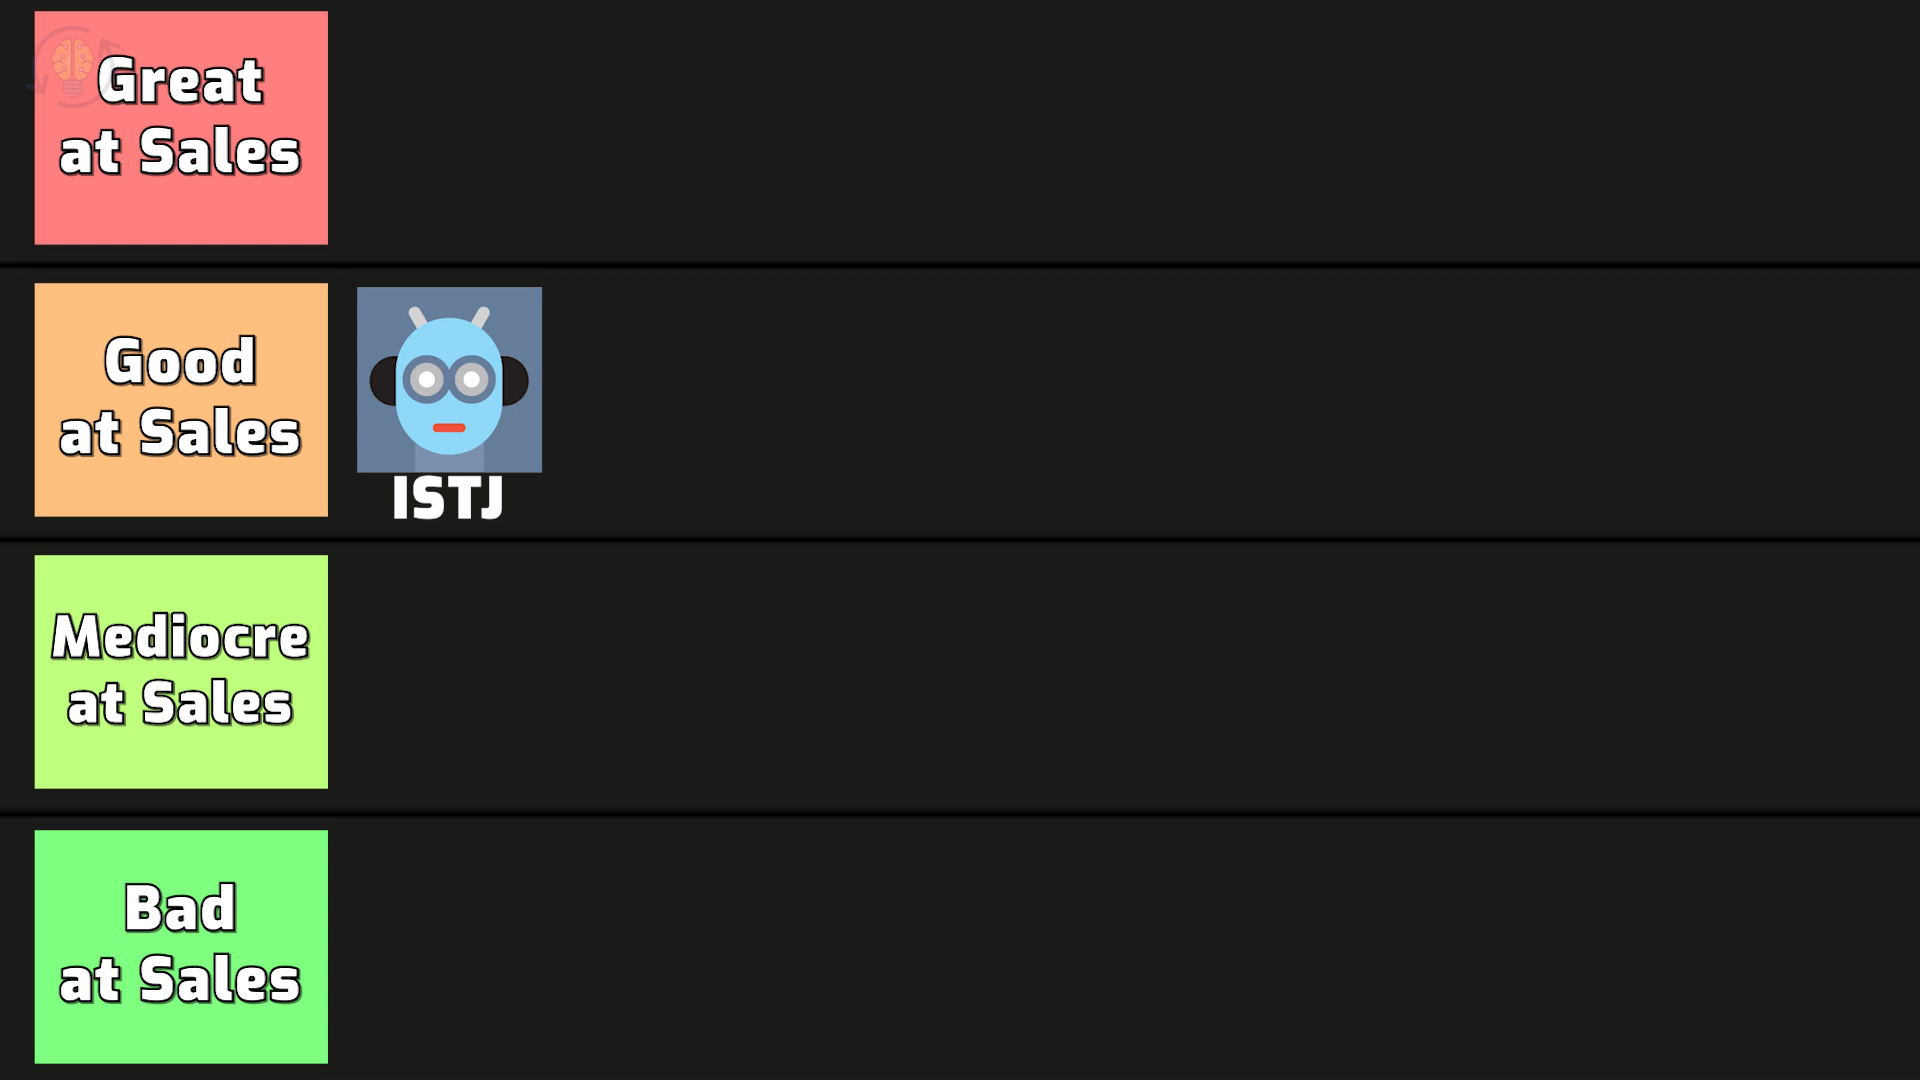 Great
at Sales
Good
at Sales
ISTJ
Mediocre
at Sales
Bad
at Sales